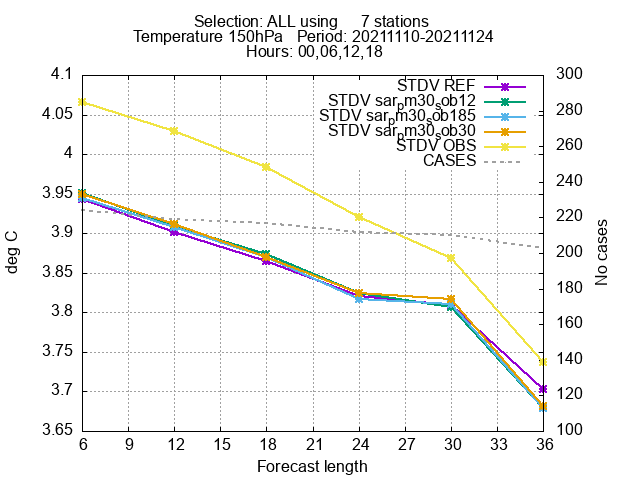 Selection: ALL using 7 stations
Temperature 150hPa Period: 20211110-20211124
Hours: 00,06,12,18
STDV REF
STDV sarpm30sob12
STDV sarpm30sob185
STDV sarpm30sob30
STDV OBS
CASES
4.1
4.05
4
3.95
3.9
3.85
3.8
3.75
3.7
3.65
deg C
300
280
260
240
220
200
180
160
140
120
100
No cases
6 9 12 15 18 21 24 27 30 33 36
Forecast length